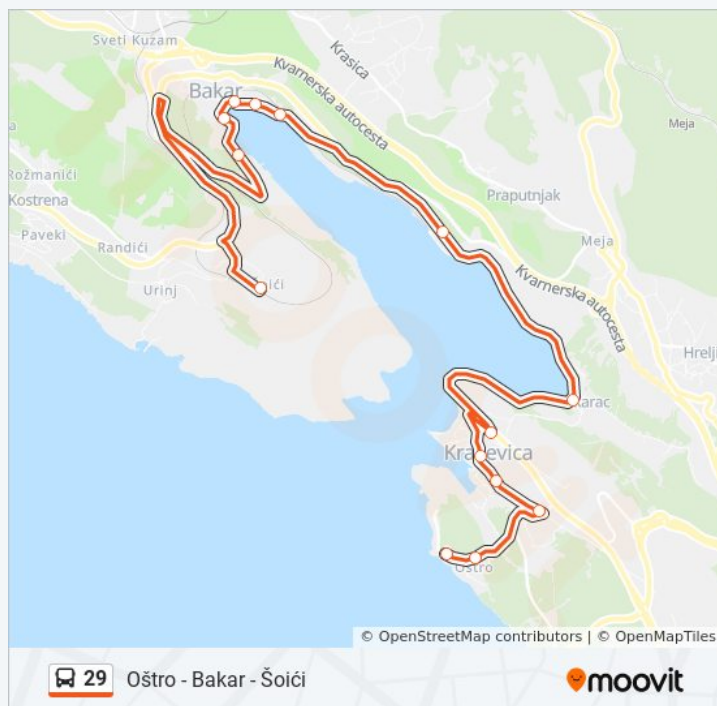 Sveti Kuzam
Krasica
Kvarnerska autocesta
Bakar
Meja
Rožmanići
Kostrena
Praputnjak
Paveki
Randići
Meja
Urinj
Kvarnerska autocesta
Hrelji
Kraljevica
Oštro
© OpenStreetMap contributors | © OpenMapTiles
29 Oštro - Bakar - Šoići
moovit